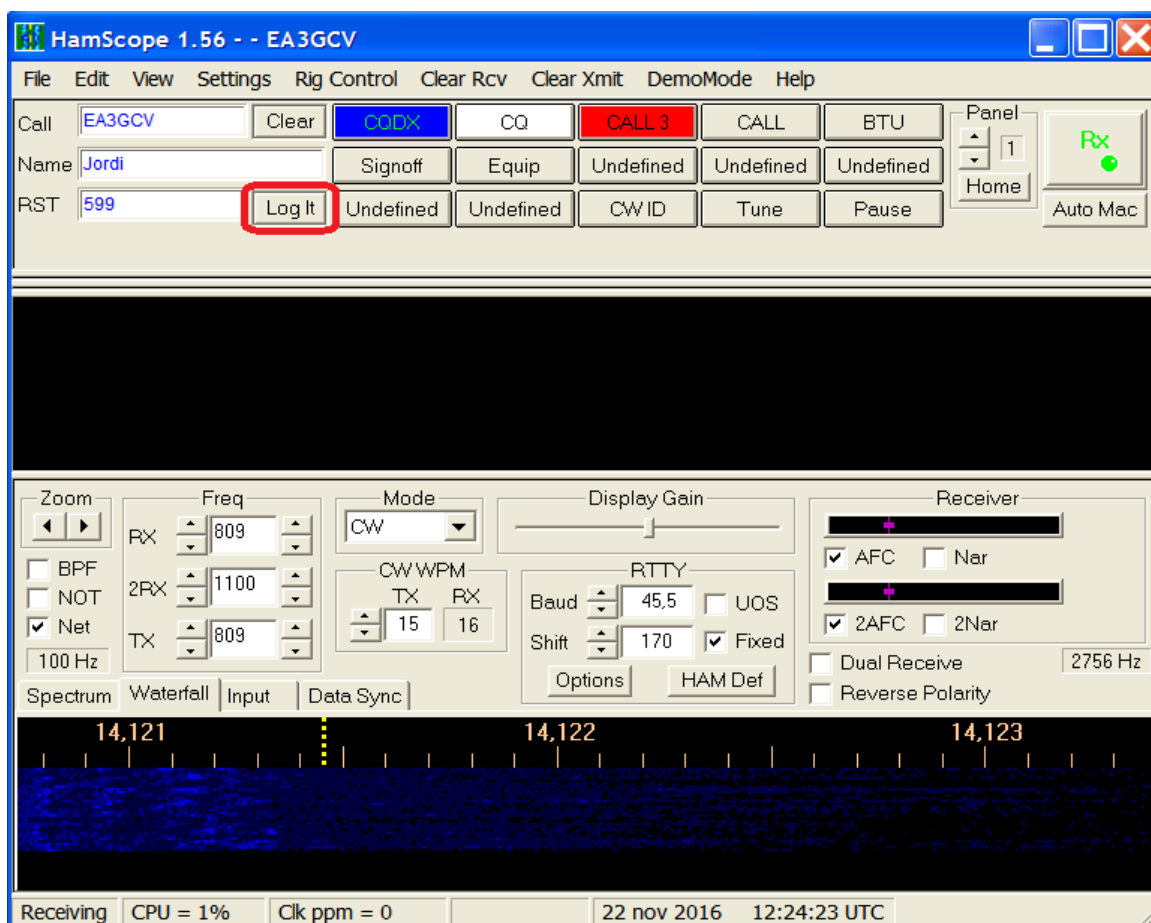 HamScope 1.56 - - EA3GCV
File Edit View Settings Rig Control Clear Rcv Clear Xmit DemoMode Help
Call EA3GCV Clear CQDX CQ CALL 3 CALL BTU Panel 1 Rx
Name Jordi Signoff Equip Undefined Undefined Undefined Home
RST 599 Log It Undefined Undefined CW ID Tune Pause Auto Mac
Zoom Freq Mode Display Gain Receiver
RX 809 CW
BPF AFC Nar
NOT 2RX 1100 CW WPM RTTY
TX RX Baud 45,5 UOS
Net TX 809 15 16 Shift 170 Fixed 2AFC 2Nar
100 Hz Options HAM Def Dual Receive 2756 Hz
Spectrum Waterfall Input Data Sync Reverse Polarity
14,121 14,122 14,123
Receiving CPU = 1% Clk ppm = 0 22 nov 2016 12:24:23 UTC